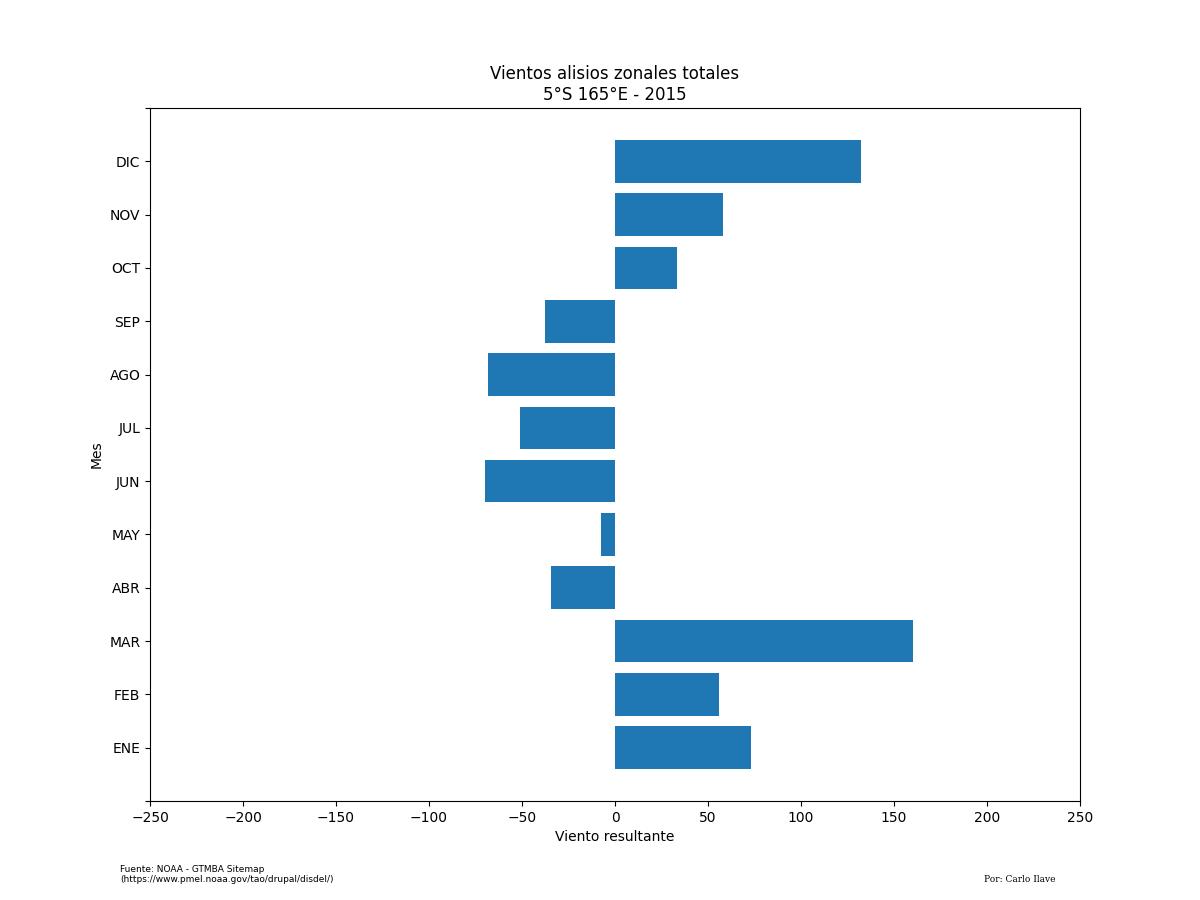 Vientos alisios zonales totales
5°S 165°E - 2015
DIC
NOV
OCT
SEP
AGO
JUL
JUN
MAY
ABR
MAR
FEB
ENE
Mes
−250 −200 −150 −100 −50 0 50 100 150 200 250
Viento resultante
Fuente: NOAA - GTMBA Sitemap
(https://www.pmel.noaa.gov/tao/drupal/disdel/)
Por: Carlo Ilave